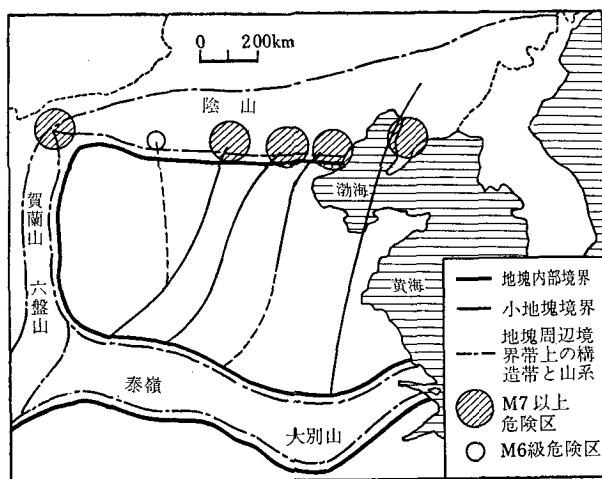 0 200km
陰山
賀蘭山
六盤山
渤海
黄海
泰嶺
大別山
地塊内部境界
小地塊境界
地塊周辺境
界帯上の構
造帯と山系
M7以上
危険区
M6級危険区